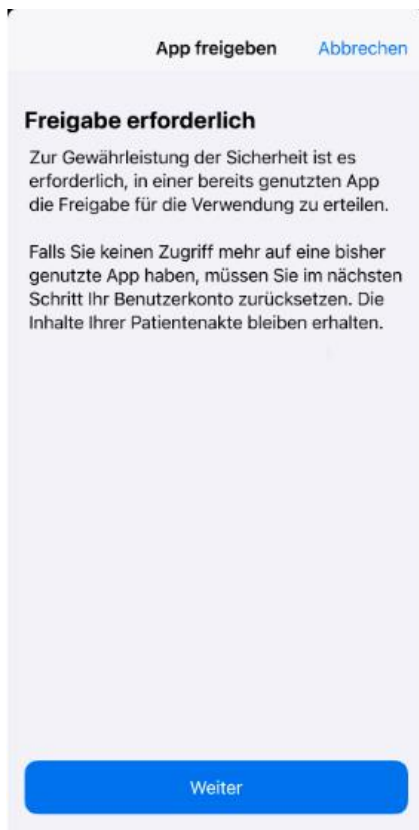 App freigeben Abbrechen
Freigabe erforderlich
Zur Gewährleistung der Sicherheit ist es
erforderlich, in einer bereits genutzten App
die Freigabe für die Verwendung zu erteilen.
Falls Sie keinen Zugriff mehr auf eine bisher
genutzte App haben, müssen Sie im nächsten
Schritt Ihr Benutzerkonto zurücksetzen. Die
Inhalte Ihrer Patientenakte bleiben erhalten.
Weiter